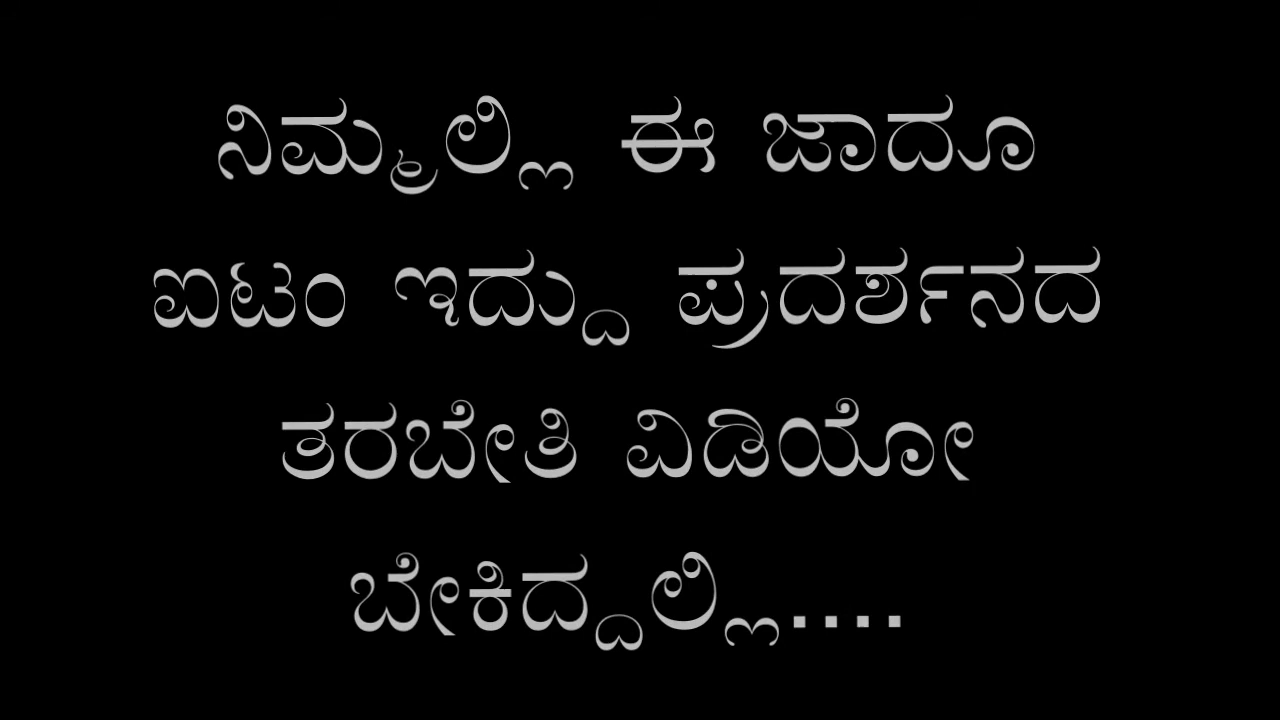 ನಿಮ್ಮಲ್ಲಿ ಈ ಜಾದೂ
ಐಟಂ ಇದ್ದು ಪ್ರದರ್ಶನದ
ತರಬೇತಿ ವಿಡಿಯೋ
ಬೇಕಿದ್ದಲ್ಲಿ....